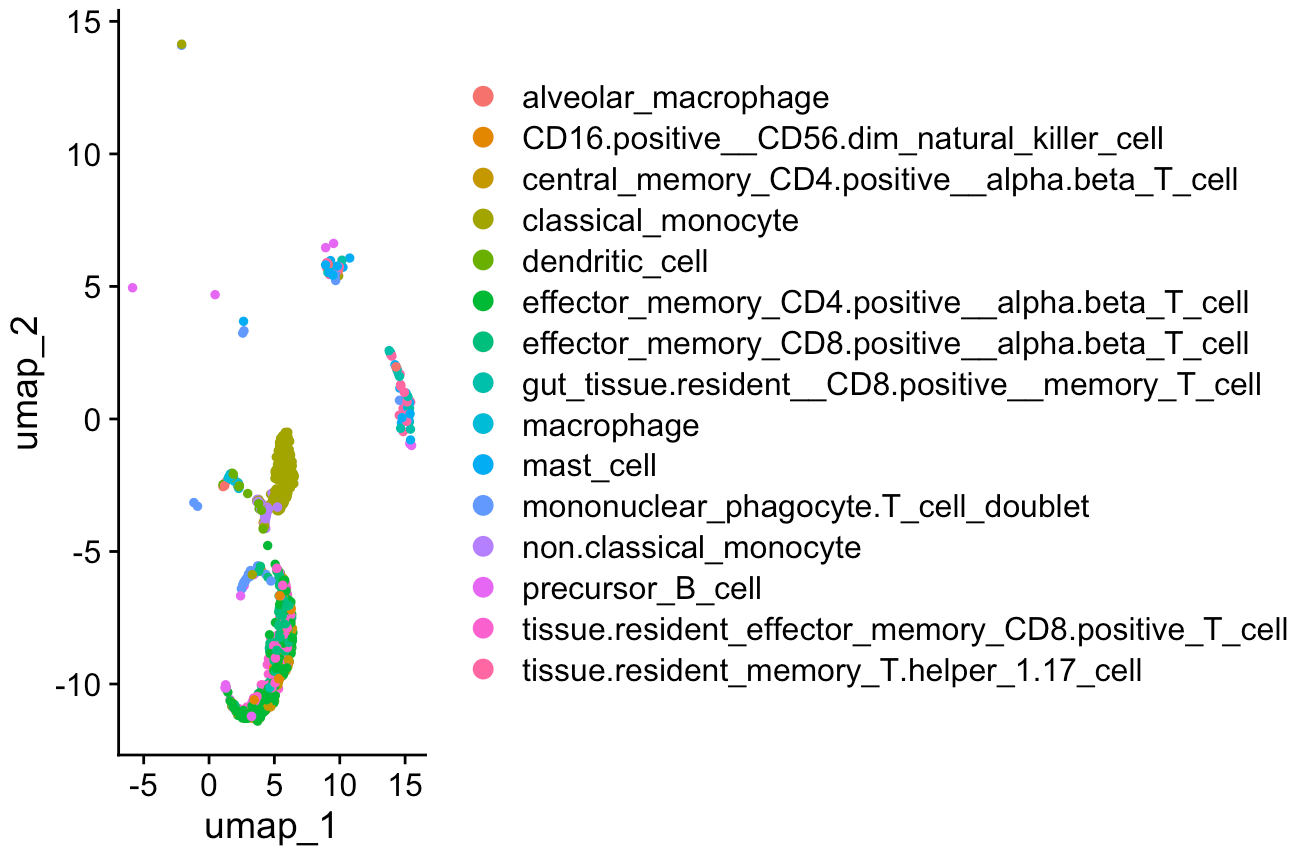 15
10
5
0
-5
-10
umap_2
-5 0 5 10 15
umap_1
alveolar_macrophage
CD16.positive__CD56.dim_natural_killer_cell
central_memory_CD4.positive__alpha.beta_T_cell
classical_monocyte
dendritic_cell
effector_memory_CD4.positive__alpha.beta_T_cell
effector_memory_CD8.positive__alpha.beta_T_cell
gut_tissue.resident__CD8.positive__memory_T_cell
macrophage
mast_cell
mononuclear_phagocyte.T_cell_doublet
non.classical_monocyte
precursor_B_cell
tissue.resident_effector_memory_CD8.positive_T_cell
tissue.resident_memory_T.helper_1.17_cell